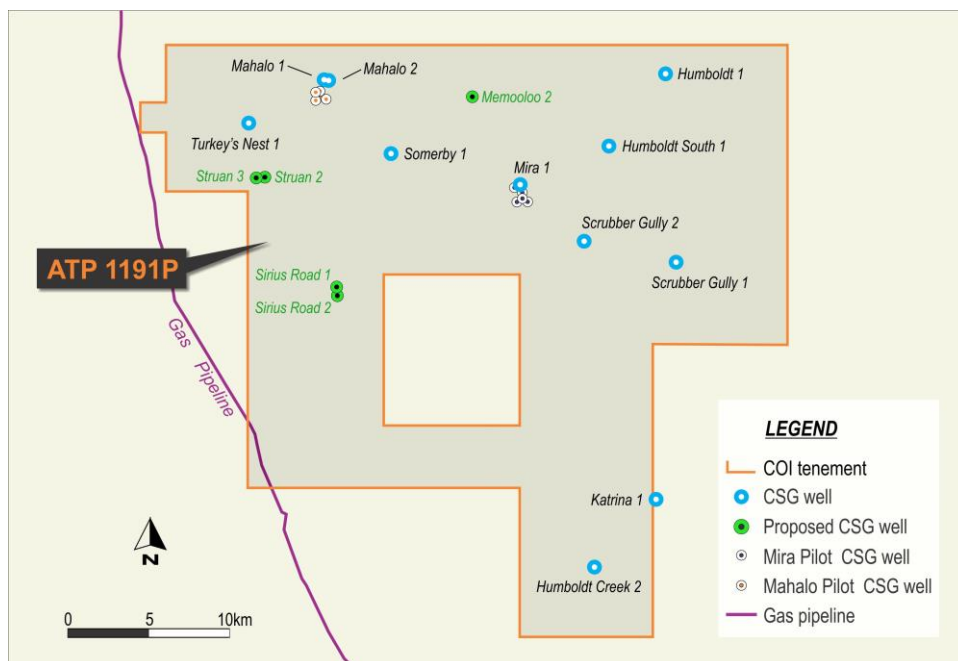 Mahalo 1
Mahalo 2
Humboldt 1
Memooloo 2
Turkey's Nest 1
Somerby 1
Humboldt South 1
Mira 1
Struan 3
Struan 2
Scrubber Gully 2
ATP 1191P
Sirius Road 1
Scrubber Gully 1
Sirius Road 2
Gas Pipeline
Katrina 1
Humboldt Creek 2
N
0 5 10km
LEGEND
COI tenement
CSG well
Proposed CSG well
Mira Pilot CSG well
Mahalo Pilot CSG well
Gas pipeline